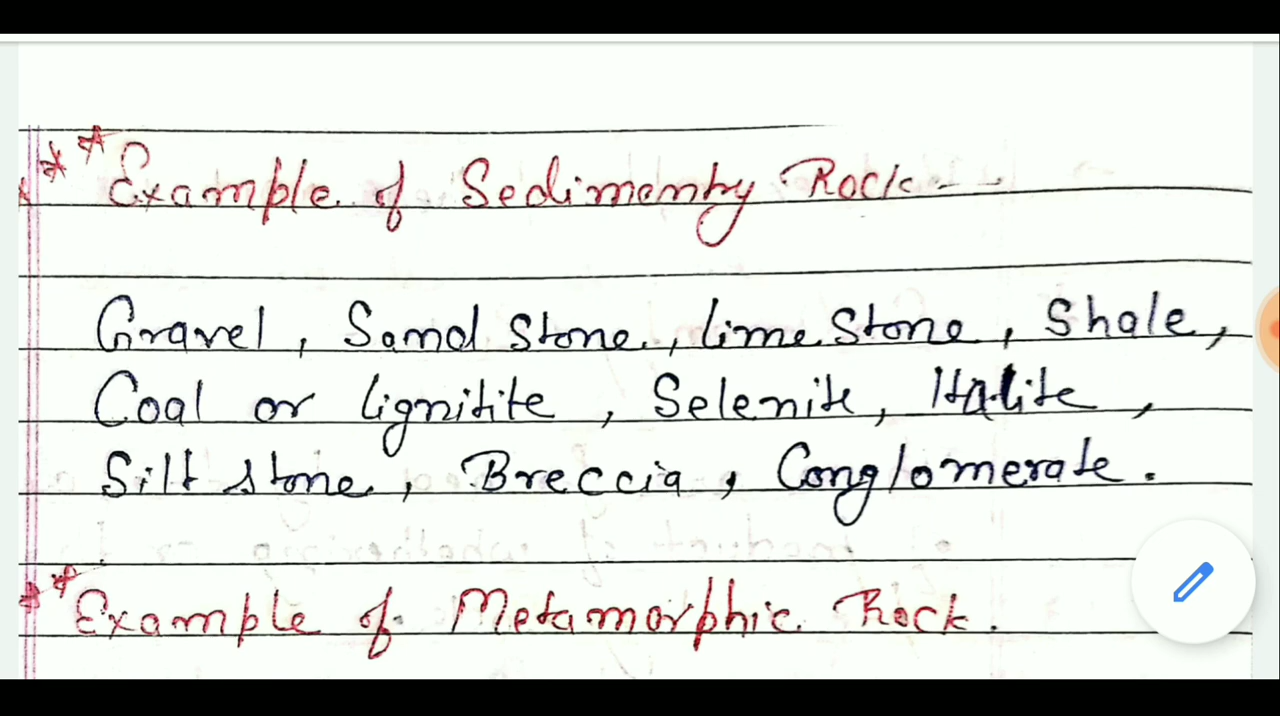 Example of Sedimentry Rock--
Gravel, Sand Stone, lime Stone, Shale,
Coal or lignitite, Selenite, Halite,
Silt stone, Breccia, Conglomerate.
Example of Metamorphic Rock.